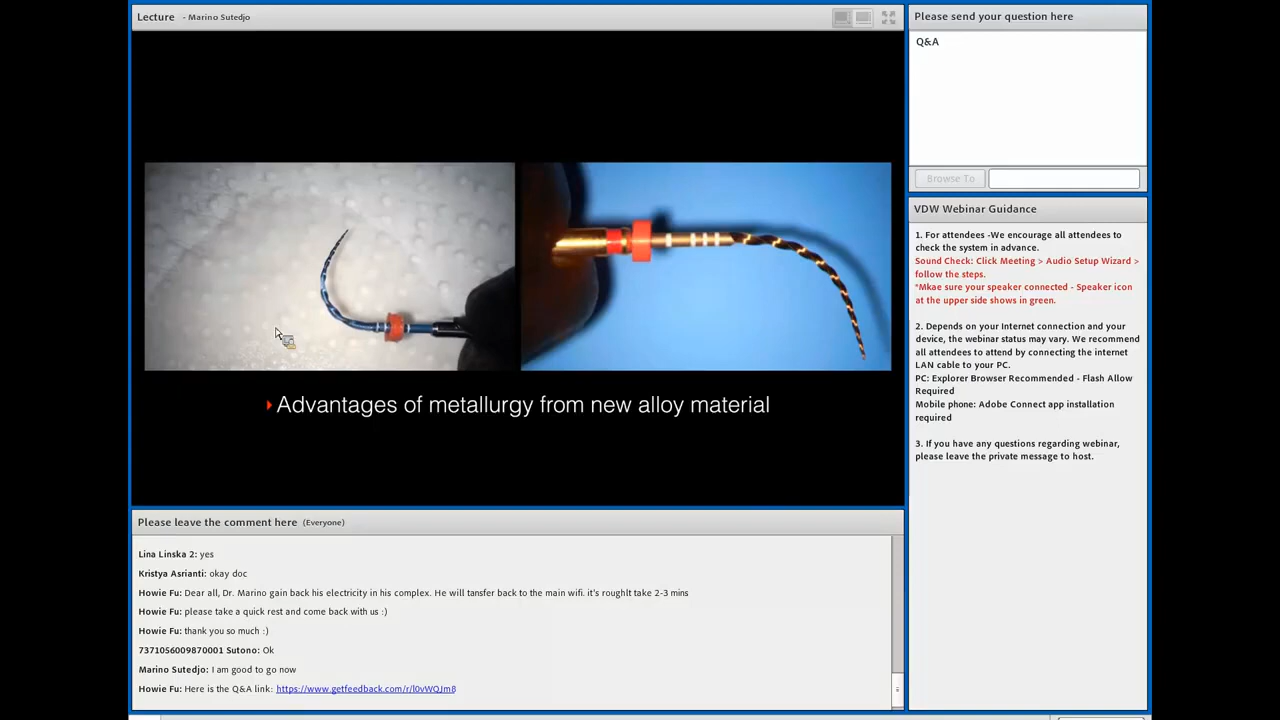 Lecture - Marino Sutedjo
Advantages of metallurgy from new alloy material
Please leave the comment here (Everyone)
Lina Linska 2: yes
Kristya Asrianti: okay doc
Howie Fu: Dear all, Dr. Marino gain back his electricity in his complex. He will tansfer back to the main wifi. it's roughlt take 2-3 mins
Howie Fu: please take a quick rest and come back with us :)
Howie Fu: thank you so much :)
7371056009870001 Sutono: Ok
Marino Sutedjo: I am good to go now
Howie Fu: Here is the Q&A link: https://www.getfeedback.com/r/l0vWQJm8
Please send your question here
Q&A
Browse To
VDW Webinar Guidance
1. For attendees -We encourage all attendees to
check the system in advance.
Sound Check: Click Meeting > Audio Setup Wizard >
follow the steps.
*Mkae sure your speaker connected - Speaker icon
at the upper side shows in green.
2. Depends on your Internet connection and your
device, the webinar status may vary. We recommend
all attendees to attend by connecting the internet
LAN cable to your PC.
PC: Explorer Browser Recommended - Flash Allow
Required
Mobile phone: Adobe Connect app installation
required
3. If you have any questions regarding webinar,
please leave the private message to host.